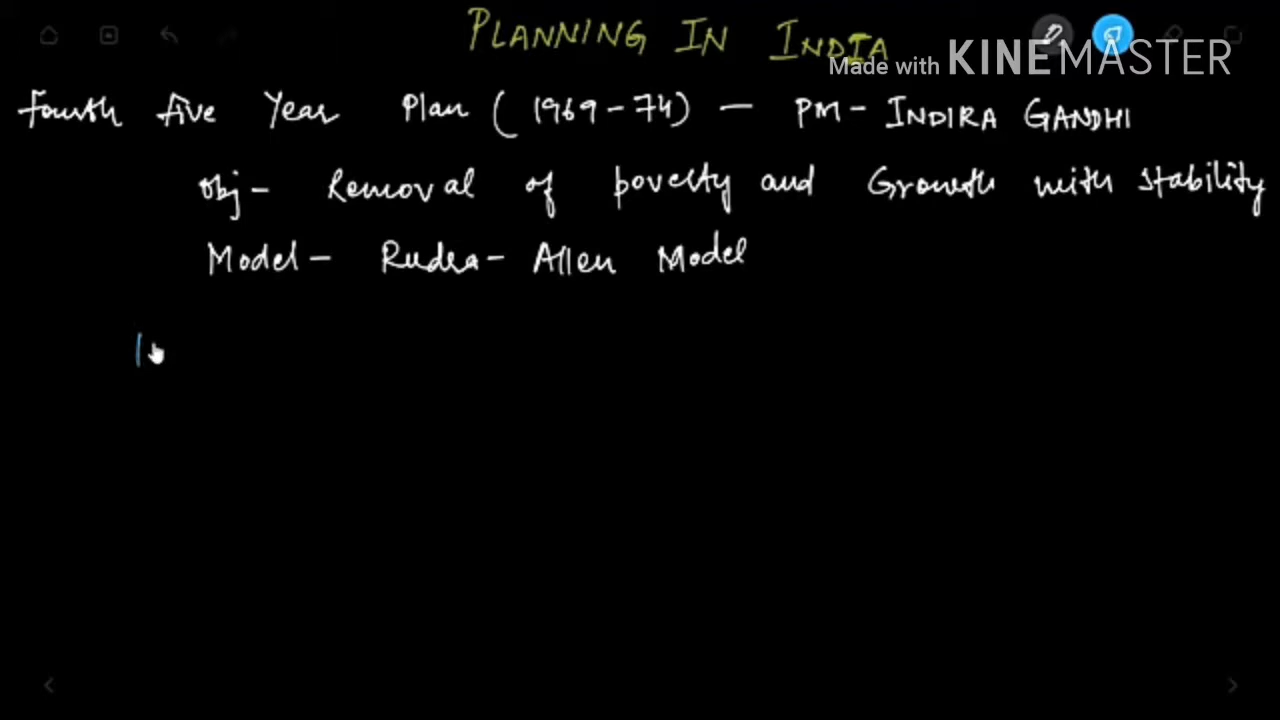 PLANNING IN INDIA
Made with KINEMASTER
Fourth five Year Plan (1969-74) - PM- INDIRA GANDHI
Obj- Removal of poverty and Growth with stability
Model- Rudra- Allen Model